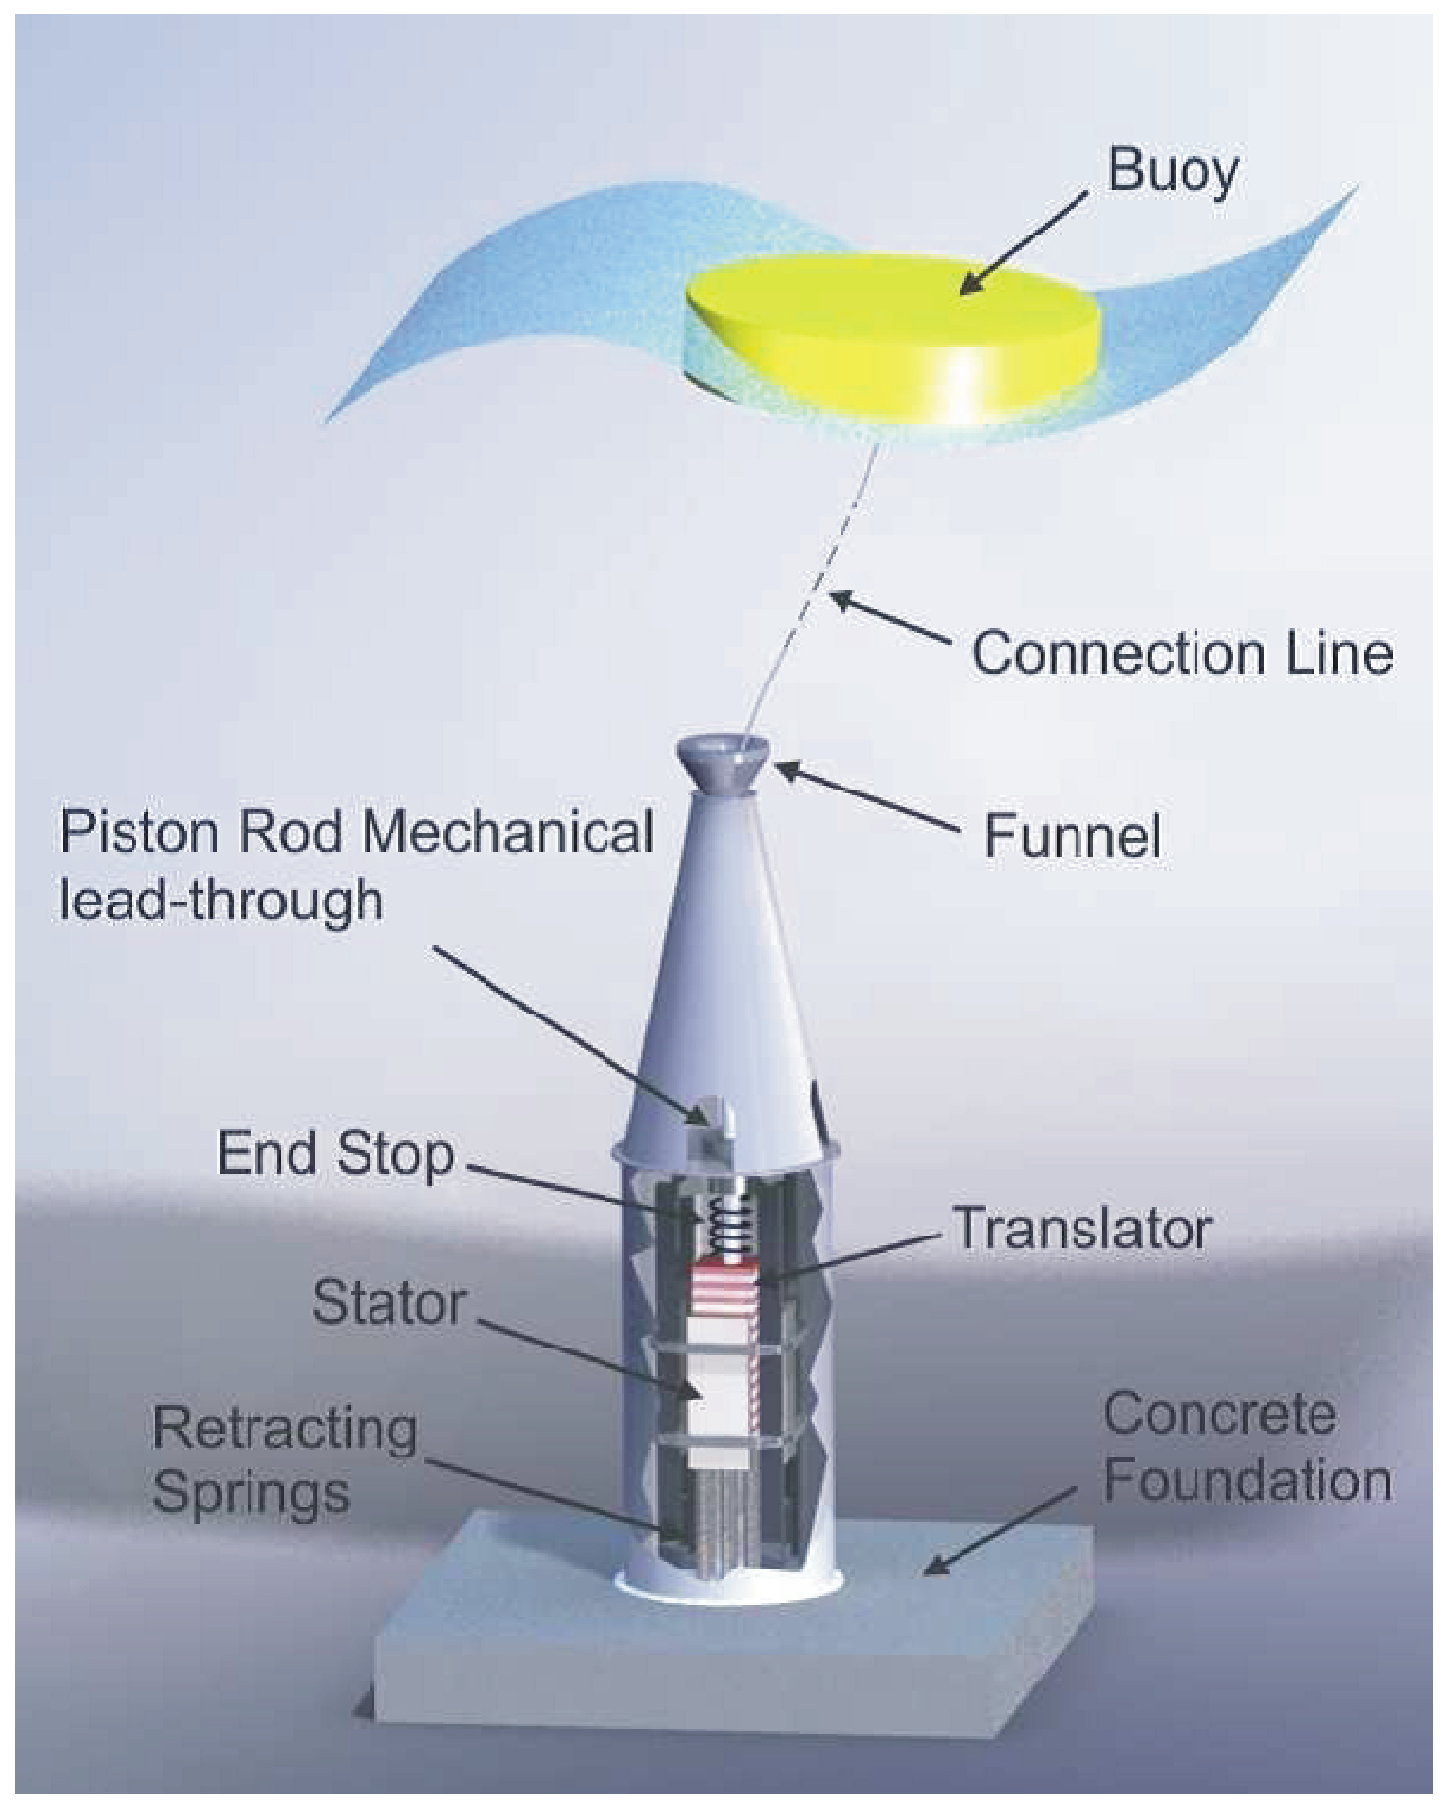 Buoy
Connection Line
Funnel
Piston Rod Mechanical
lead-through
End Stop
Translator
Stator
Retracting
Springs
Concrete
Foundation